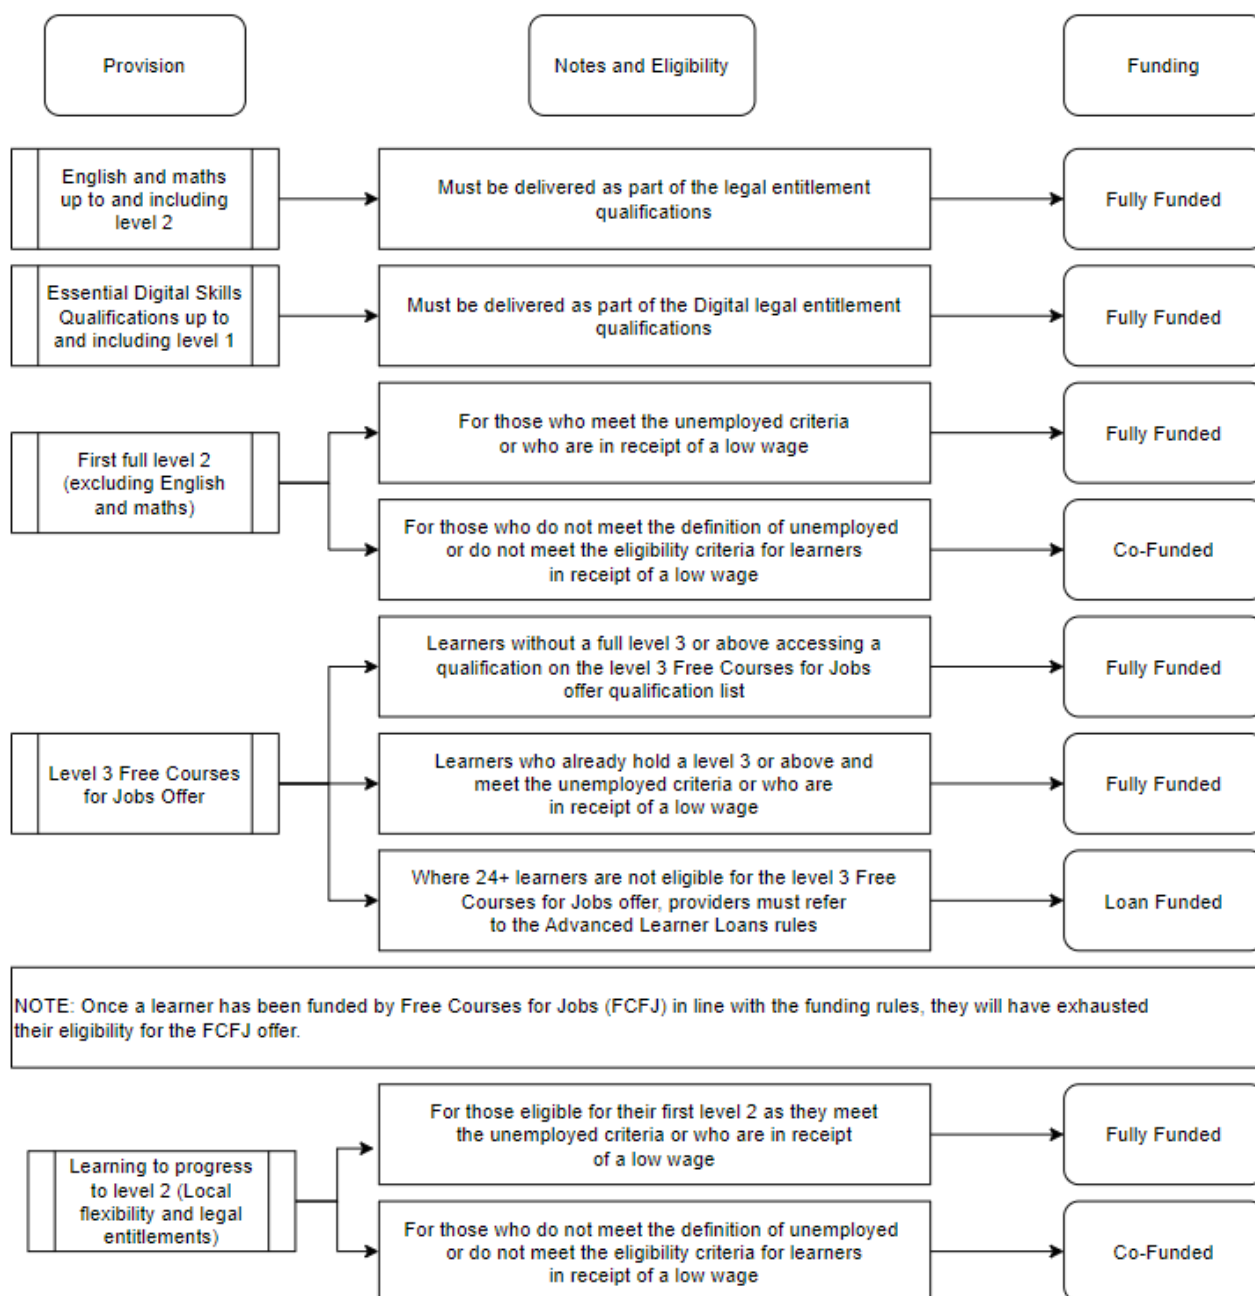 Provision
Notes and Eligibility
Funding
English and maths
up to and including
level 2
Must be delivered as part of the legal entitlement
qualifications
Fully Funded
Essential Digital Skills
Qualifications up to
and including level 1
Must be delivered as part of the Digital legal entitlement
qualifications
Fully Funded
First full level 2
(excluding English
and maths)
For those who meet the unemployed criteria
or who are in receipt of a low wage
Fully Funded
For those who do not meet the definition of unemployed
or do not meet the eligibility criteria for learners
in receipt of a low wage
Co-Funded
Level 3 Free Courses
for Jobs Offer
Learners without a full level 3 or above accessing a
qualification on the level 3 Free Courses for Jobs
offer qualification list
Fully Funded
Learners who already hold a level 3 or above and
meet the unemployed criteria or who are
in receipt of a low wage
Fully Funded
Where 24+ learners are not eligible for the level 3 Free
Courses for Jobs offer, providers must refer
to the Advanced Learner Loans rules
Loan Funded
NOTE: Once a learner has been funded by Free Courses for Jobs (FCFJ) in line with the funding rules, they will have exhausted
their eligibility for the FCFJ offer.
Learning to progress
to level 2 (Local
flexibility and legal
entitlements)
For those eligible for their first level 2 as they meet
the unemployed criteria or who are in receipt
of a low wage
Fully Funded
For those who do not meet the definition of unemployed
or do not meet the eligibility criteria for learners
in receipt of a low wage
Co-Funded